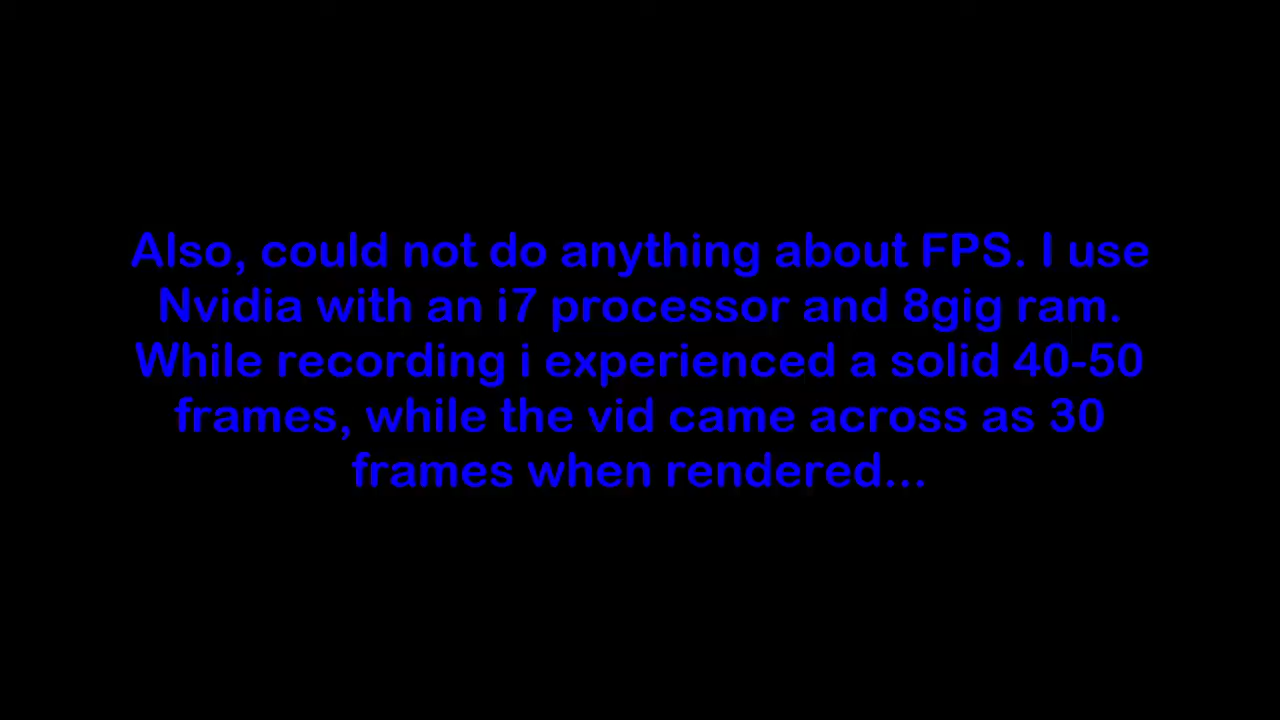 Also, could not do anything about FPS. I use
Nvidia with an i7 processor and 8gig ram.
While recording i experienced a solid 40-50
frames, while the vid came across as 30
frames when rendered...